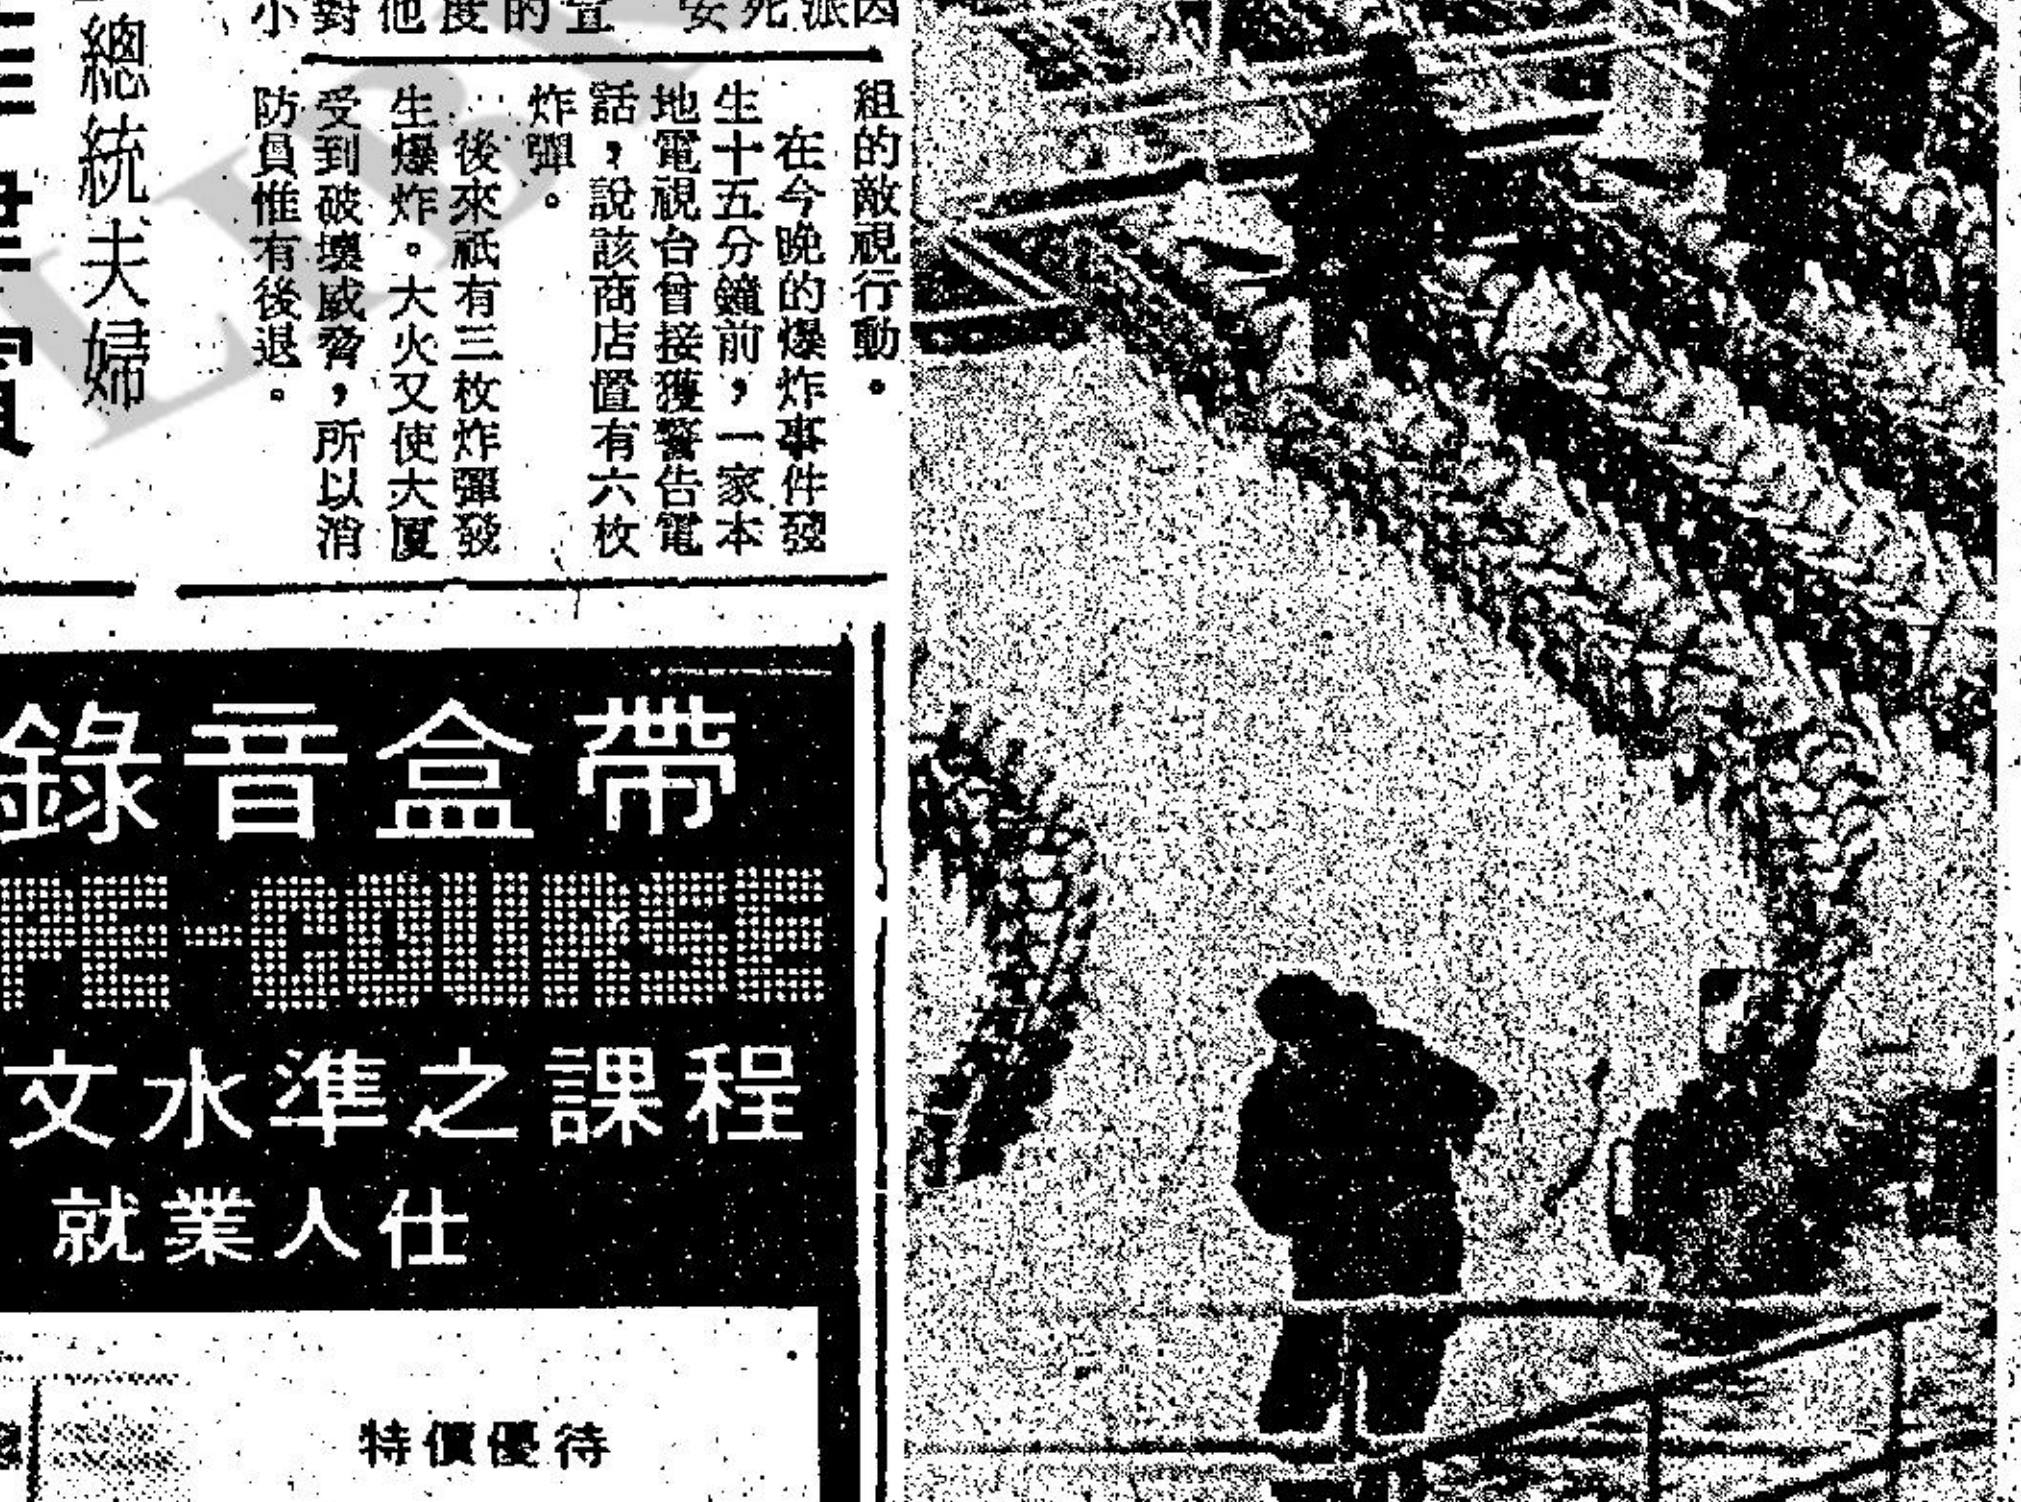 組的敵視行動。
在今晚的爆炸事件發
生十五分鐘前，一家本
地電視台曾接獲警告電
話，說該商店置有六枚
炸彈。
後來祇有三枚炸彈發
生爆炸。大火又使大厦
受到破壞威脅，所以消
防員惟有後退。
總統夫婦
錄音盒帶
PE-COURSE
文水準之課程
就業人仕
特價優待